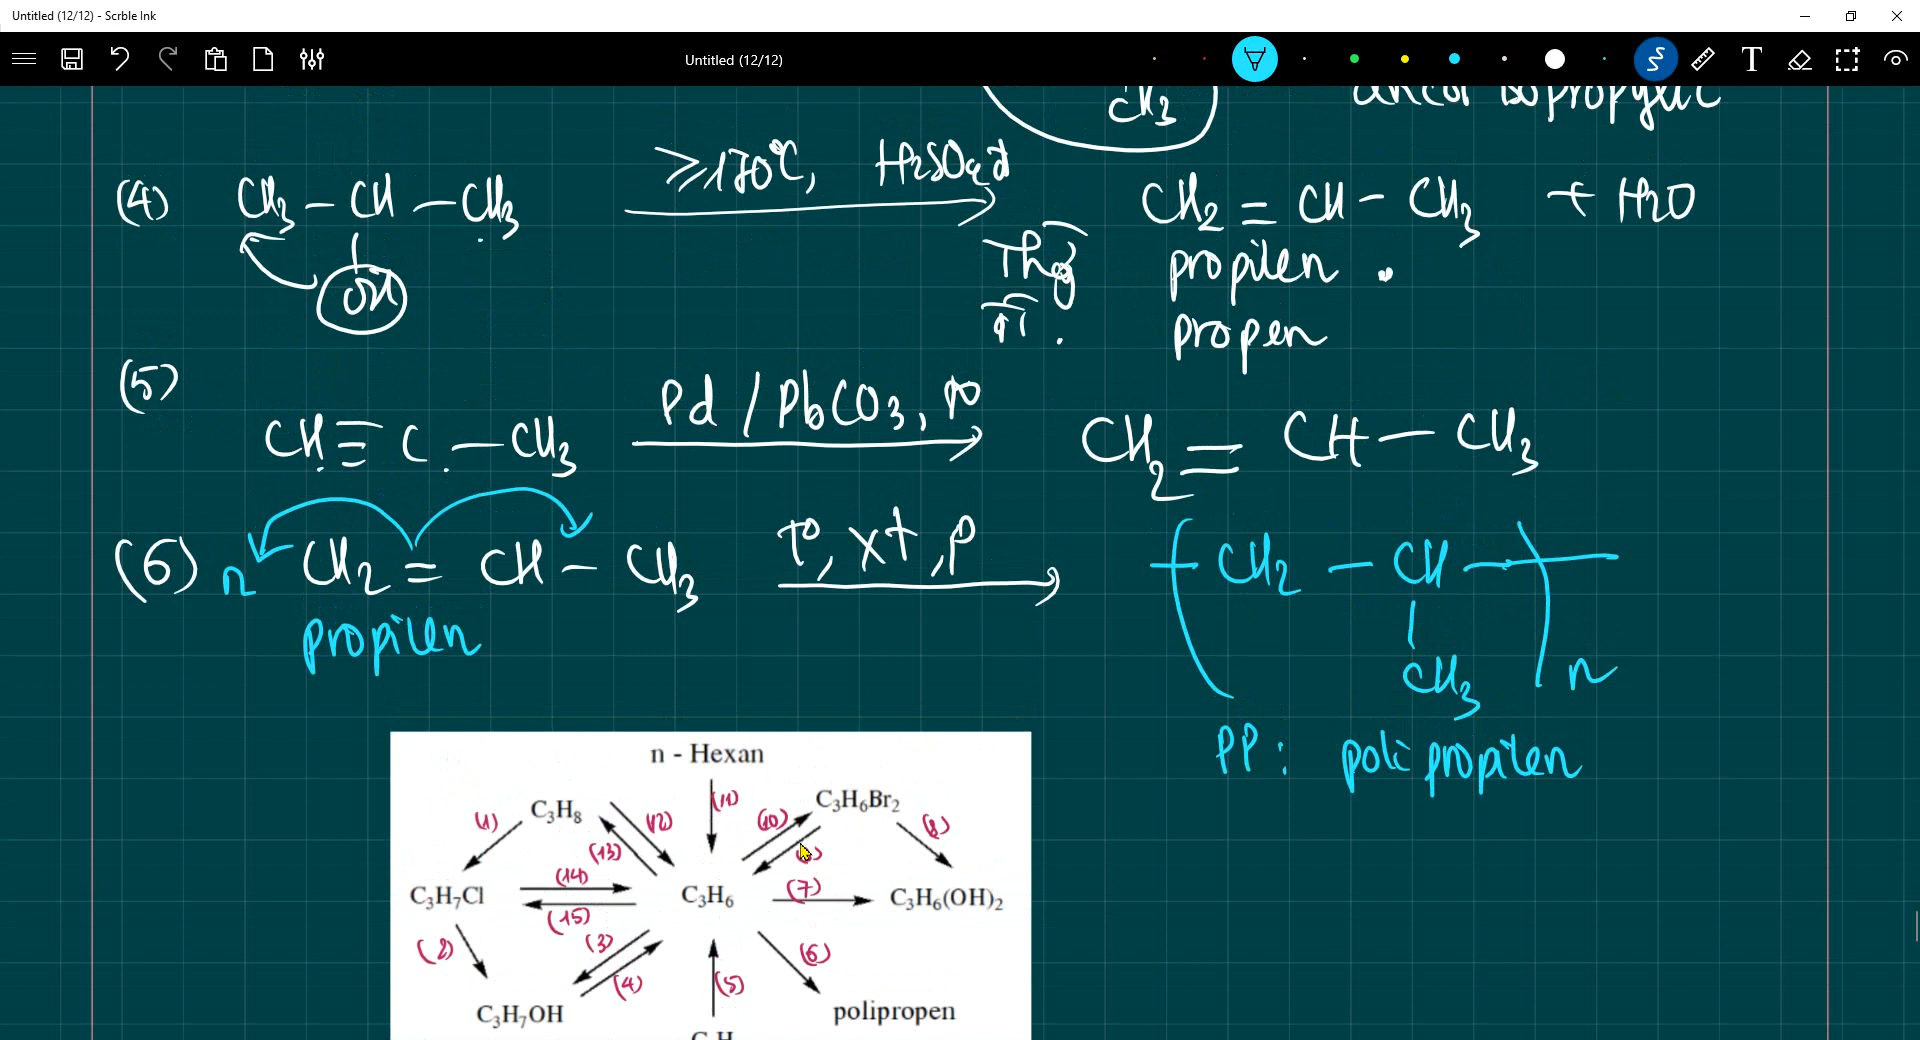 Untitled (12/12) - Scrble Ink
Untitled (12/12)
CH3 ancol isopropylic
(4) CH3 – CH – CH3 ≥170°C, H2SO4 đ CH2 = CH – CH3 + H2O
OH
propilen
propen
(5)
CH ≡ C – CH3 Pd / PbCO3, t° CH2 = CH – CH3
(6) n CH2 = CH – CH3 t°, xt, p ( CH2 – CH – )n
CH3
propilen
PP: poli propilen
n - Hexan
(1) C3H8 (12) (11) (10) C3H6Br2 (8)
(13)
C3H7Cl (14) C3H6 (7) C3H6(OH)2
(15)
(2) (3) (4) (5) (6)
C3H7OH polipropen